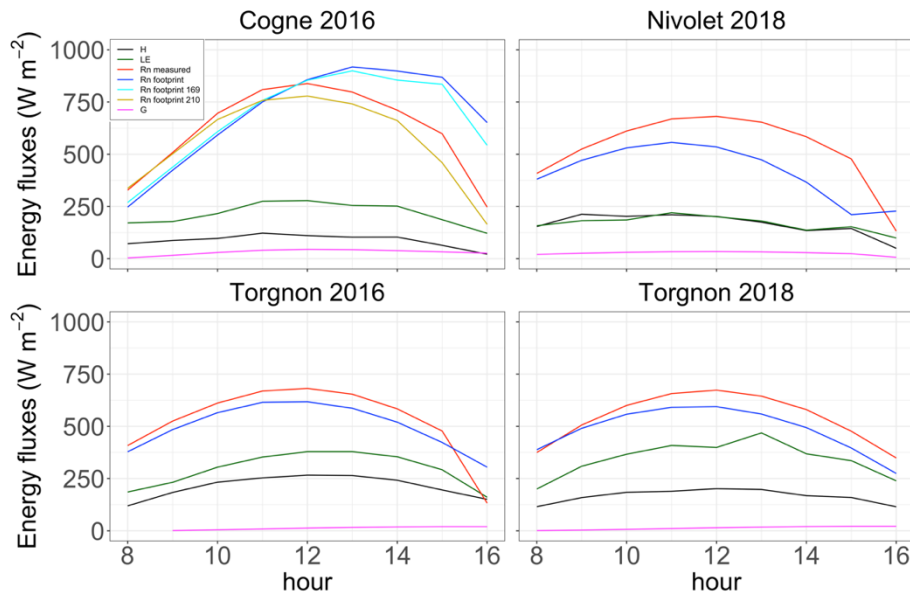 Cogne 2016
Nivolet 2018
Energy fluxes (W m−2)
1000
750
500
250
0
H
LE
Rn measured
Rn footprint
Rn footprint 169
Rn footprint 210
G
Torgnon 2016
Torgnon 2018
Energy fluxes (W m−2)
1000
750
500
250
0
8 10 12 14 16 8 10 12 14 16
hour hour